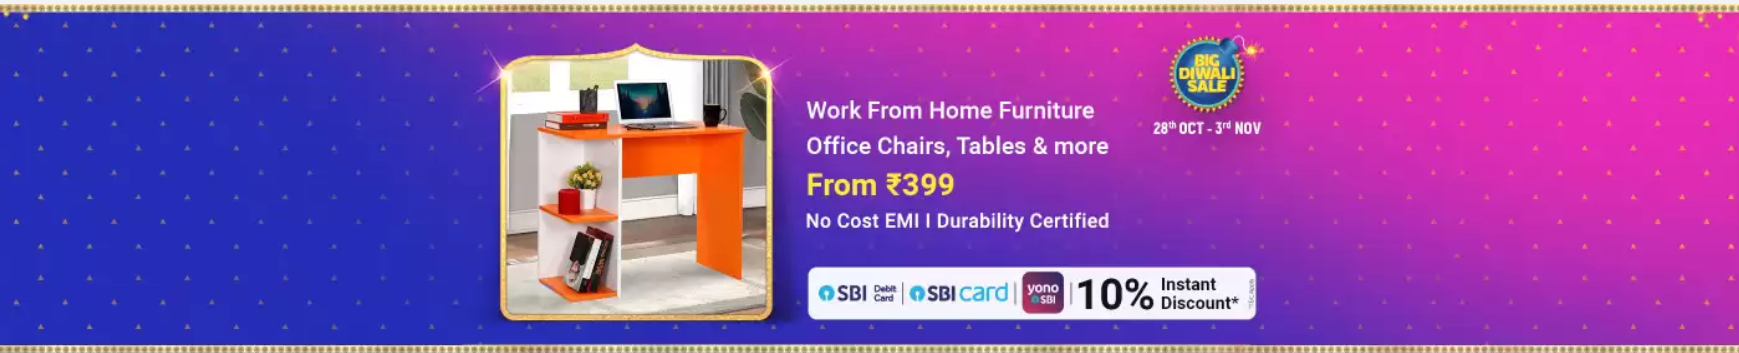 BIG
DIWALI
SALE
28th OCT - 3rd NOV
Work From Home Furniture
Office Chairs, Tables & more
From ₹399
No Cost EMI I Durability Certified
SBI Debit Card | SBI card | yono SBI | 10% Instant Discount*
*T&C Apply